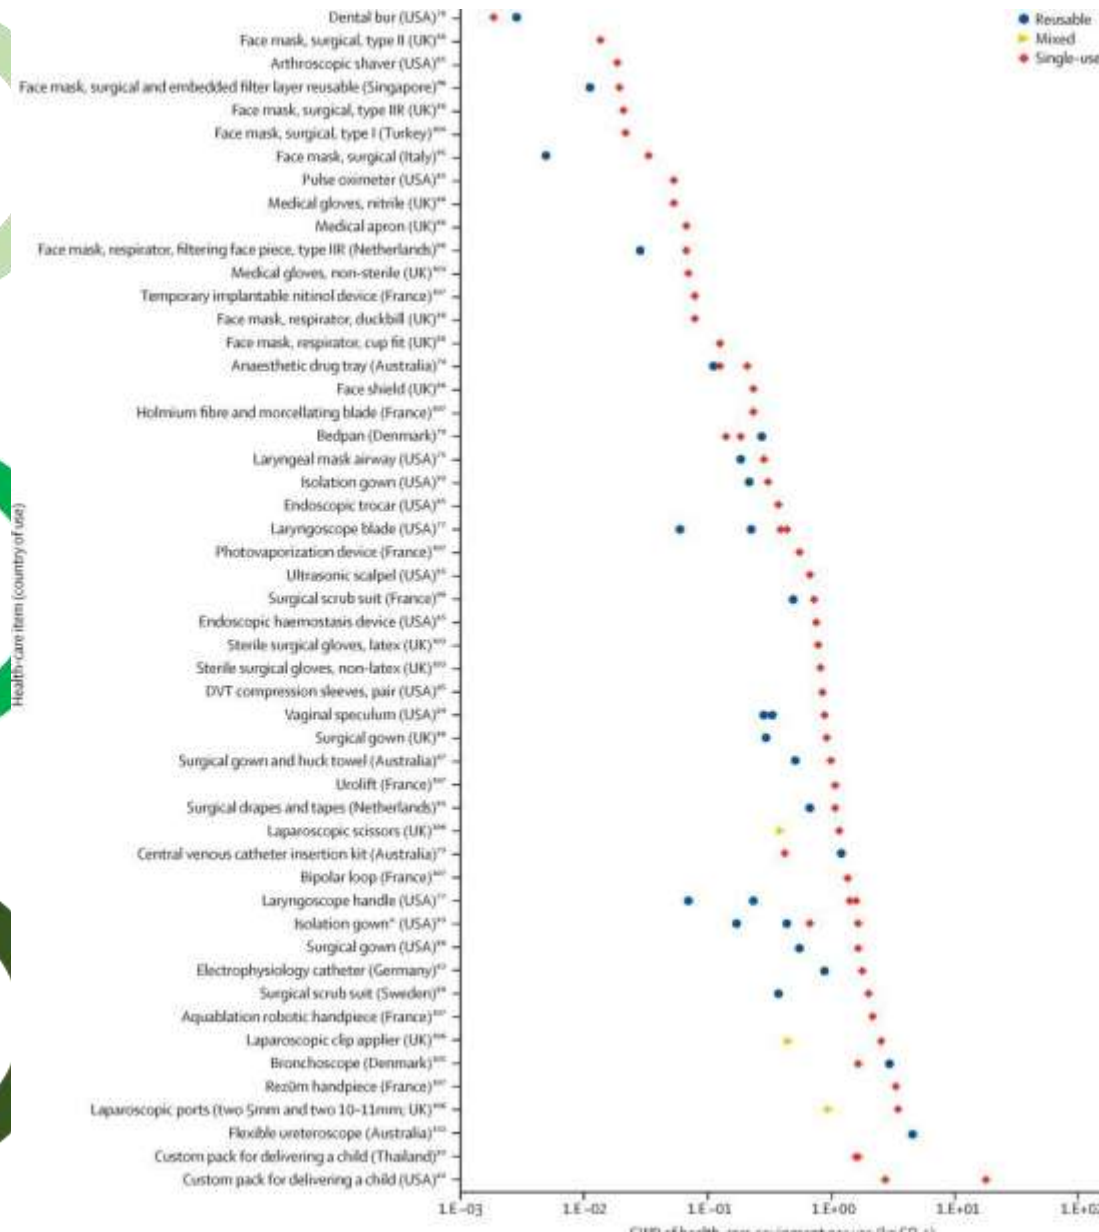 Reusable
Mixed
Single-use
Health-care item (country of use)
Dental bur (USA)
Face mask, surgical, type II (UK)
Arthroscopic shaver (USA)
Face mask, surgical and embedded filter layer reusable (Singapore)
Face mask, surgical, type IIR (UK)
Face mask, surgical, type I (Turkey)
Face mask, surgical (Italy)
Pulse oximeter (USA)
Medical gloves, nitrile (UK)
Medical apron (UK)
Face mask, respirator, filtering face piece, type IIR (Netherlands)
Medical gloves, non-sterile (UK)
Temporary implantable nitinol device (France)
Face mask, respirator, duckbill (UK)
Face mask, respirator, cup fit (UK)
Anaesthetic drug tray (Australia)
Face shield (UK)
Holmium fibre and morcellating blade (France)
Bedpan (Denmark)
Laryngeal mask airway (USA)
Isolation gown (USA)
Endoscopic trocar (USA)
Laryngoscope blade (USA)
Photovaporization device (France)
Ultrasonic scalpel (USA)
Surgical scrub suit (France)
Endoscopic haemostasis device (USA)
Sterile surgical gloves, latex (UK)
Sterile surgical gloves, non-latex (UK)
DVT compression sleeves, pair (USA)
Vaginal speculum (USA)
Surgical gown (UK)
Surgical gown and huck towel (Australia)
Urolift (France)
Surgical drapes and tapes (Netherlands)
Laparoscopic scissors (UK)
Central venous catheter insertion kit (Australia)
Bipolar loop (France)
Laryngoscope handle (USA)
Isolation gown* (USA)
Surgical gown (USA)
Electrophysiology catheter (Germany)
Surgical scrub suit (Sweden)
Aquablation robotic handpiece (France)
Laparoscopic clip applier (UK)
Bronchoscope (Denmark)
Rezūm handpiece (France)
Laparoscopic ports (two 5mm and two 10–11mm; UK)
Flexible ureteroscope (Australia)
Custom pack for delivering a child (Thailand)
Custom pack for delivering a child (USA)
1.E-03 1.E-02 1.E-01 1.E+00 1.E+01 1.E+02